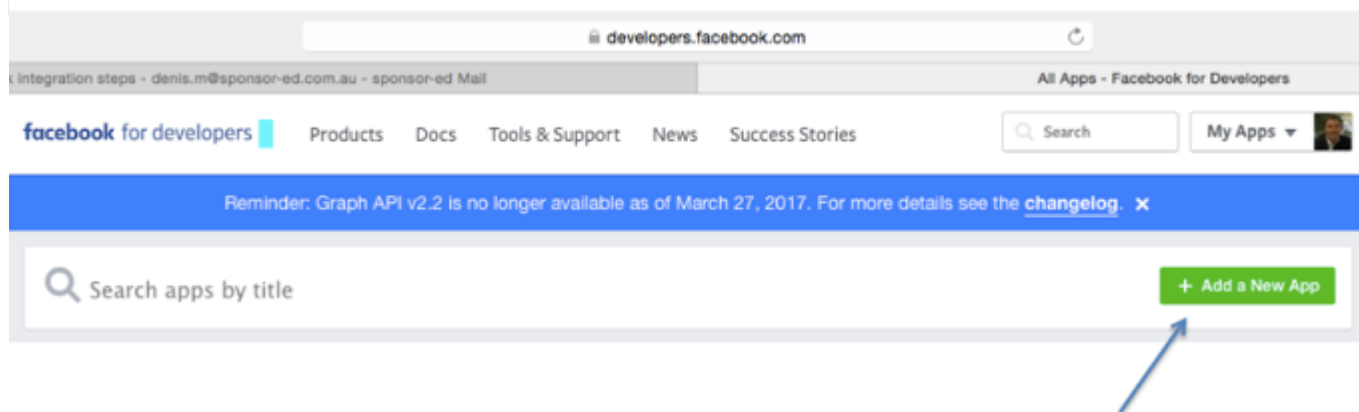 developers.facebook.com
integration steps - denis.m@sponsor-ed.com.au - sponsor-ed Mail All Apps - Facebook for Developers
facebook for developers Products Docs Tools & Support News Success Stories Search My Apps
Reminder: Graph API v2.2 is no longer available as of March 27, 2017. For more details see the changelog. ×
Search apps by title + Add a New App